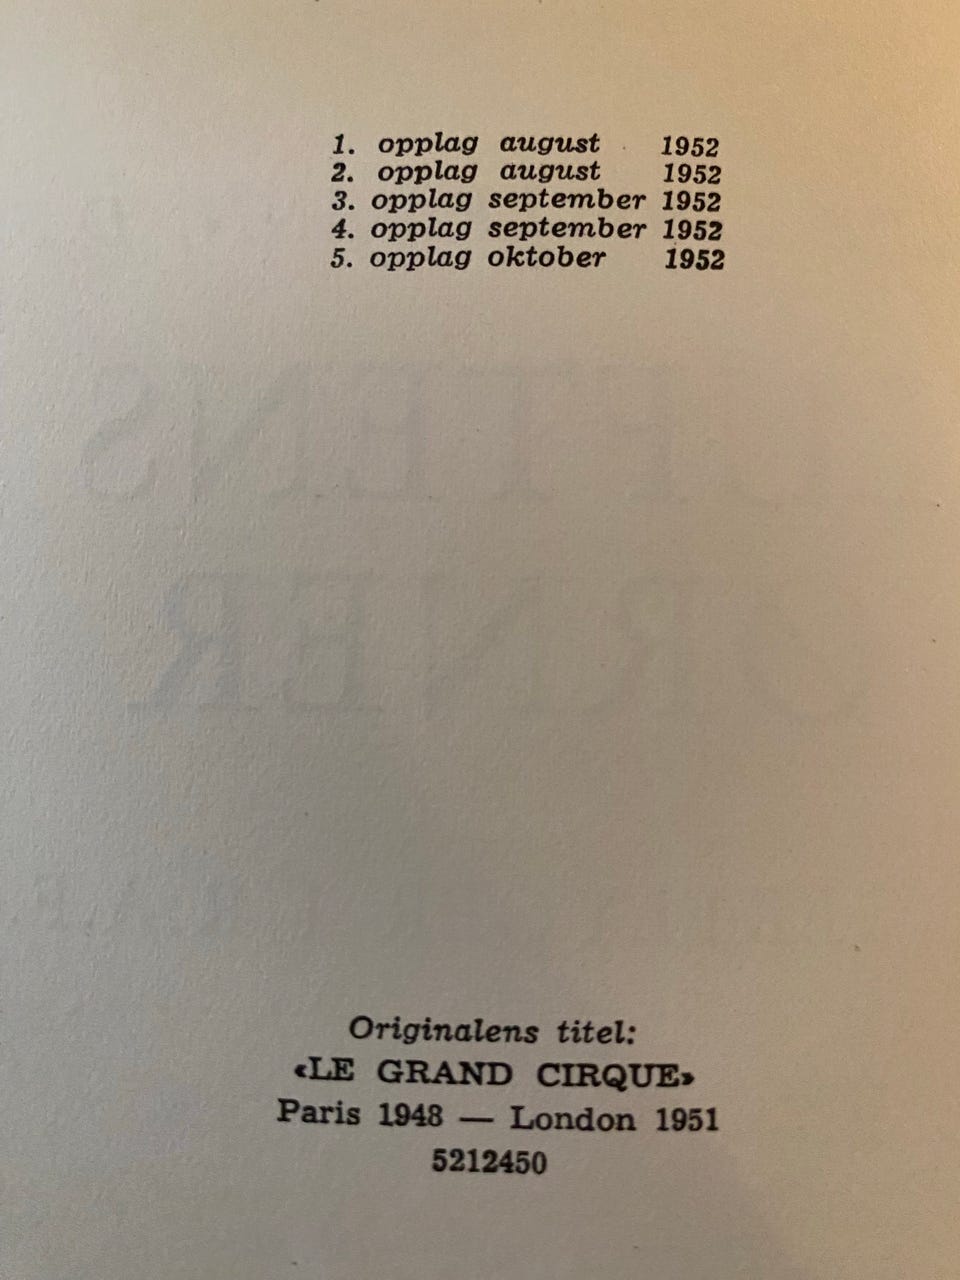 1. opplag august 1952
2. opplag august 1952
3. opplag september 1952
4. opplag september 1952
5. opplag oktober 1952
Originalens titel:
«LE GRAND CIRQUE»
Paris 1948 — London 1951
5212450